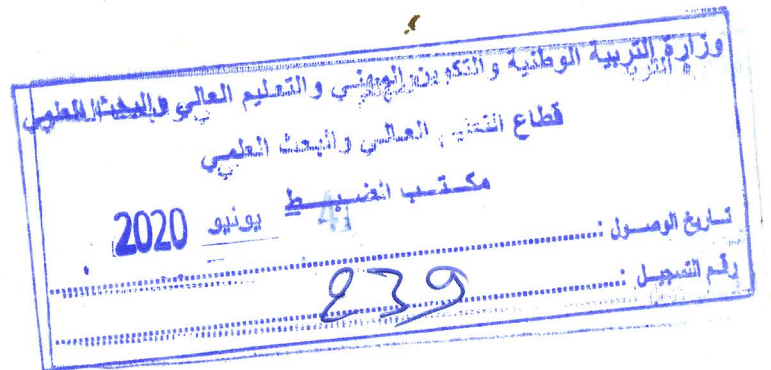 وزارة التربية الوطنية والتكوين المهني والتعليم العالي والبحث العلمي
قطاع التعليم العالي والبحث العلمي
مكتب الضبط
يونيو 2020
تاريخ الوصول :
رقم التسجيل : 239